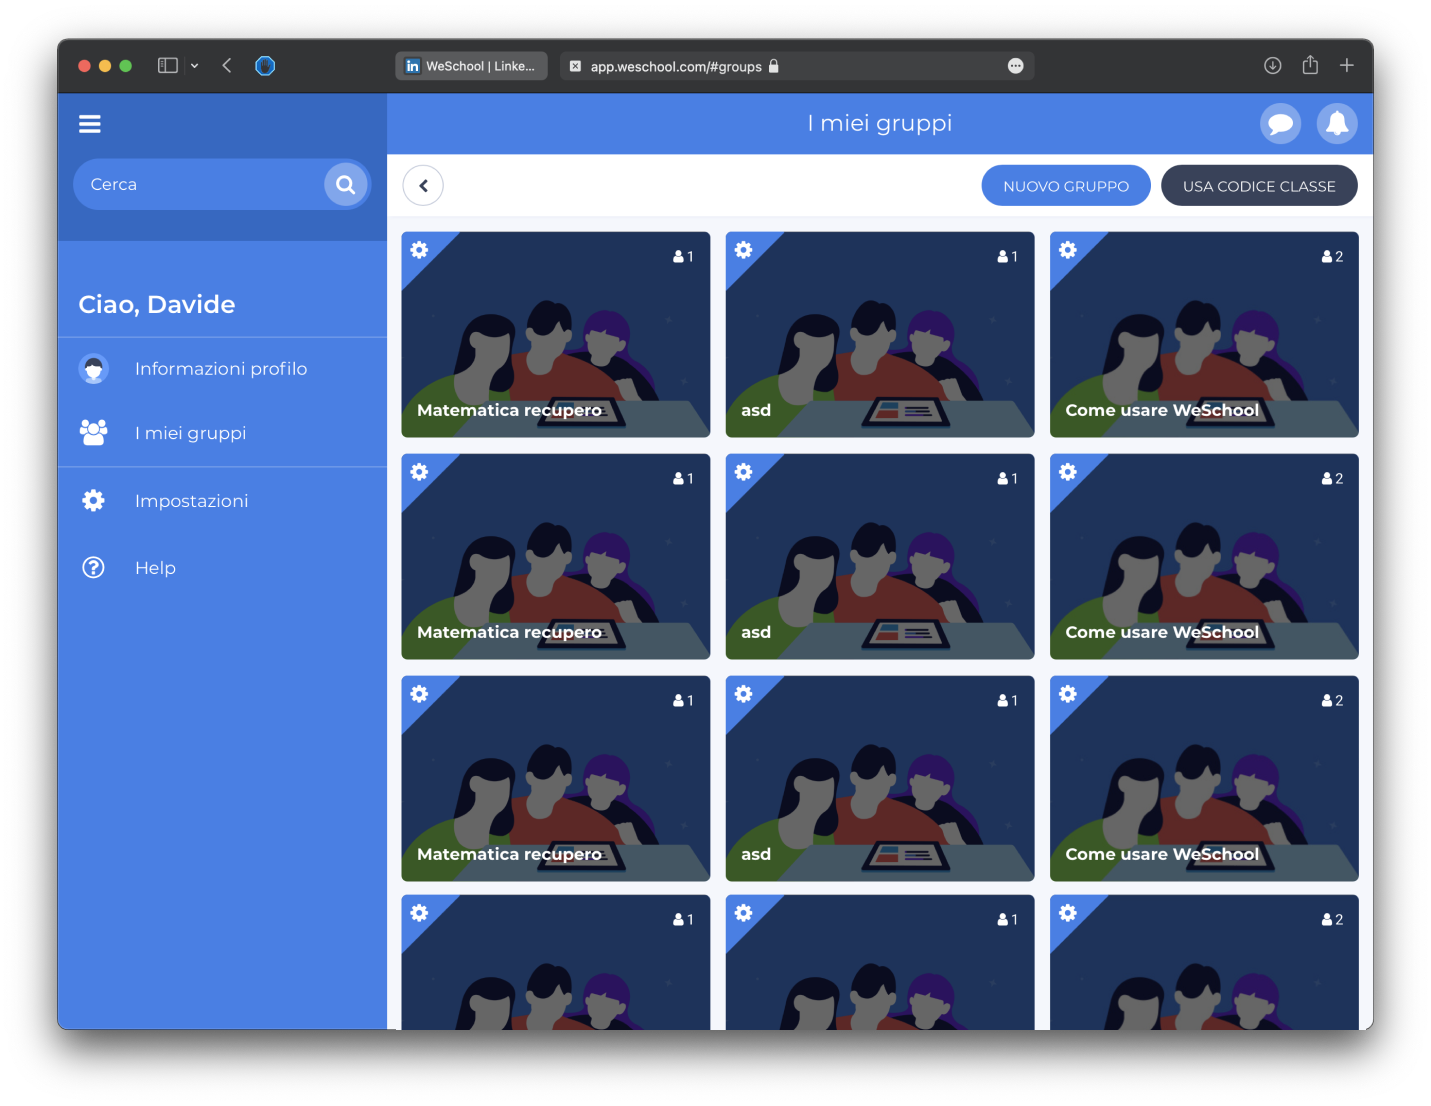 WeSchool | Linke...
app.weschool.com/#groups
I miei gruppi
Cerca
NUOVO GRUPPO
USA CODICE CLASSE
Ciao, Davide
Informazioni profilo
I miei gruppi
Impostazioni
Help
1
Matematica recupero
1
asd
2
Come usare WeSchool
1
Matematica recupero
1
asd
2
Come usare WeSchool
1
Matematica recupero
1
asd
2
Come usare WeSchool
1
1
2